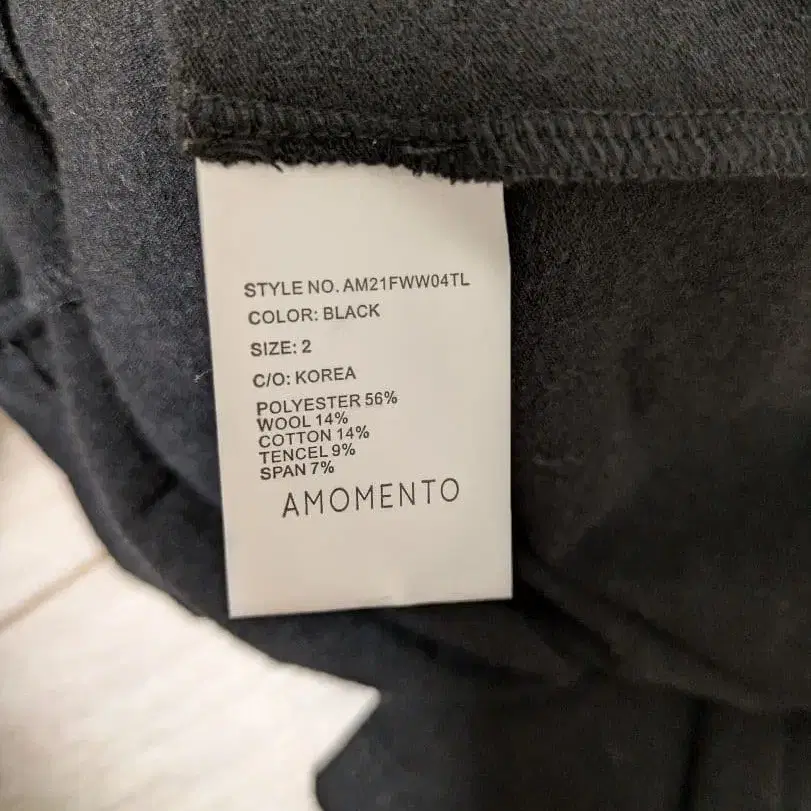 STYLE NO. AM21FWW04TL
COLOR: BLACK
SIZE: 2
C/O: KOREA
POLYESTER 56%
WOOL 14%
COTTON 14%
TENCEL 9%
SPAN 7%
AMOMENTO